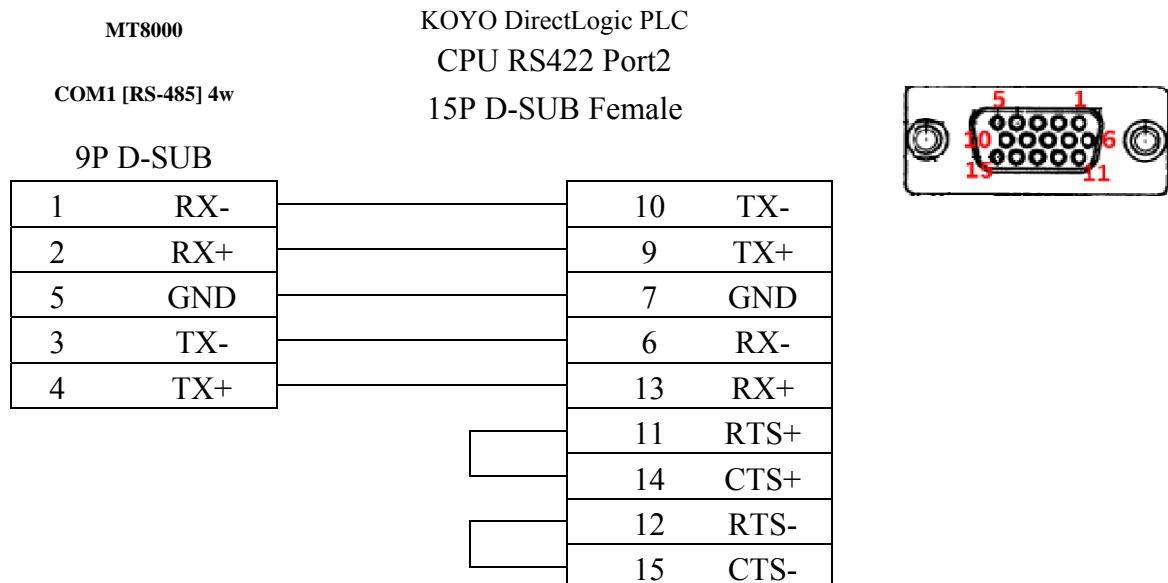 MT8000
COM1 [RS-485] 4w
9P D-SUB
KOYO DirectLogic PLC
CPU RS422 Port2
15P D-SUB Female
5 1
10 6
15 11
1 RX- 10 TX-
2 RX+ 9 TX+
5 GND 7 GND
3 TX- 6 RX-
4 TX+ 13 RX+
11 RTS+
14 CTS+
12 RTS-
15 CTS-